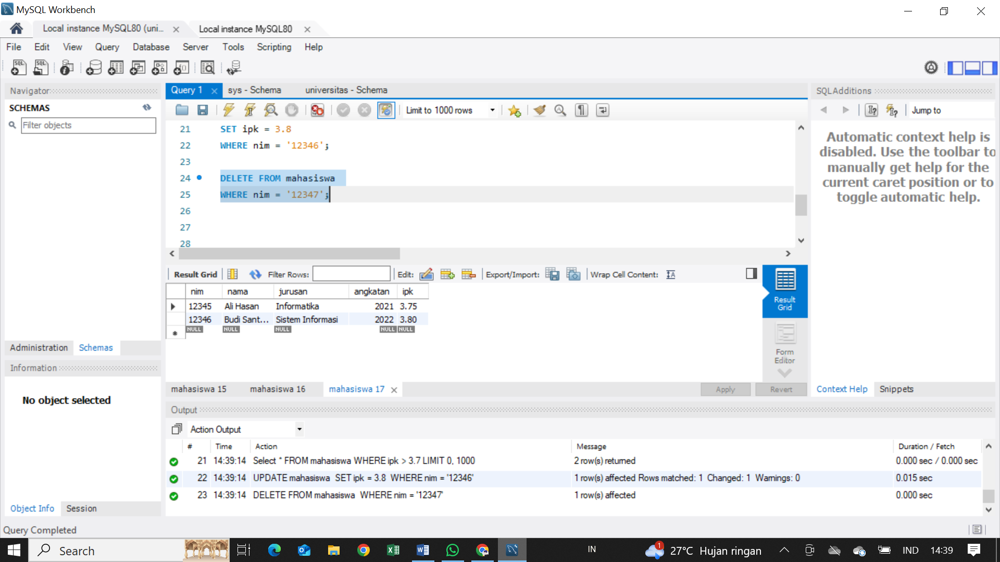 MySQL Workbench
Local instance MySQL80 (uni...
Local instance MySQL80
File Edit View Query Database Server Tools Scripting Help
Navigator
SCHEMAS
Filter objects
Administration Schemas
Information
No object selected
Object Info Session
Query 1 sys - Schema universitas - Schema
Limit to 1000 rows
21 SET ipk = 3.8
22 WHERE nim = '12346';
23
24 DELETE FROM mahasiswa
25 WHERE nim = '12347';
26
27
28
Result Grid Filter Rows: Edit: Export/Import: Wrap Cell Content:
nim nama jurusan angkatan ipk
12345 Ali Hasan Informatika 2021 3.75
12346 Budi Sant... Sistem Informasi 2022 3.80
NULL NULL NULL NULL NULL
Result Grid
Form Editor
mahasiswa 15 mahasiswa 16 mahasiswa 17
Apply Revert
SQLAdditions
Jump to
Automatic context help is
disabled. Use the toolbar to
manually get help for the
current caret position or to
toggle automatic help.
Context Help Snippets
Output
Action Output
# Time Action Message Duration / Fetch
21 14:39:14 Select * FROM mahasiswa WHERE ipk > 3.7 LIMIT 0, 1000 2 row(s) returned 0.000 sec / 0.000 sec
22 14:39:14 UPDATE mahasiswa SET ipk = 3.8 WHERE nim = '12346' 1 row(s) affected Rows matched: 1 Changed: 1 Warnings: 0 0.015 sec
23 14:39:14 DELETE FROM mahasiswa WHERE nim = '12347' 1 row(s) affected 0.000 sec
Query Completed
Search
IN
1
27°C Hujan ringan
IND
14:39